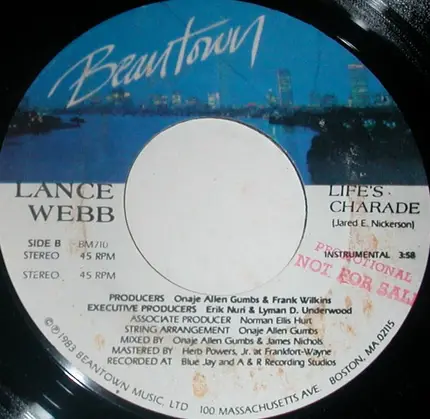 Beantown
LANCE
WEBB
LIFE'S
CHARADE
(Jared E. Nickerson)
SIDE B BM710
STEREO 45 RPM
STEREO 45 RPM
INSTRUMENTAL 3:58
PROMOTIONAL
NOT FOR SALE
PRODUCERS Onaje Allen Gumbs & Frank Wilkins
EXECUTIVE PRODUCERS Erik Nuri & Lyman D. Underwood
ASSOCIATE PRODUCER Norman Ellis Hurt
STRING ARRANGEMENT Onaje Allen Gumbs
MIXED BY Onaje Allen Gumbs & James Nichols
MASTERED BY Herb Powers, Jr. at Frankfort-Wayne
RECORDED AT Blue Jay and A & R Recording Studios
©℗1983 BEANTOWN MUSIC, LTD 100 MASSACHUSETTS AVE BOSTON, MA 02115